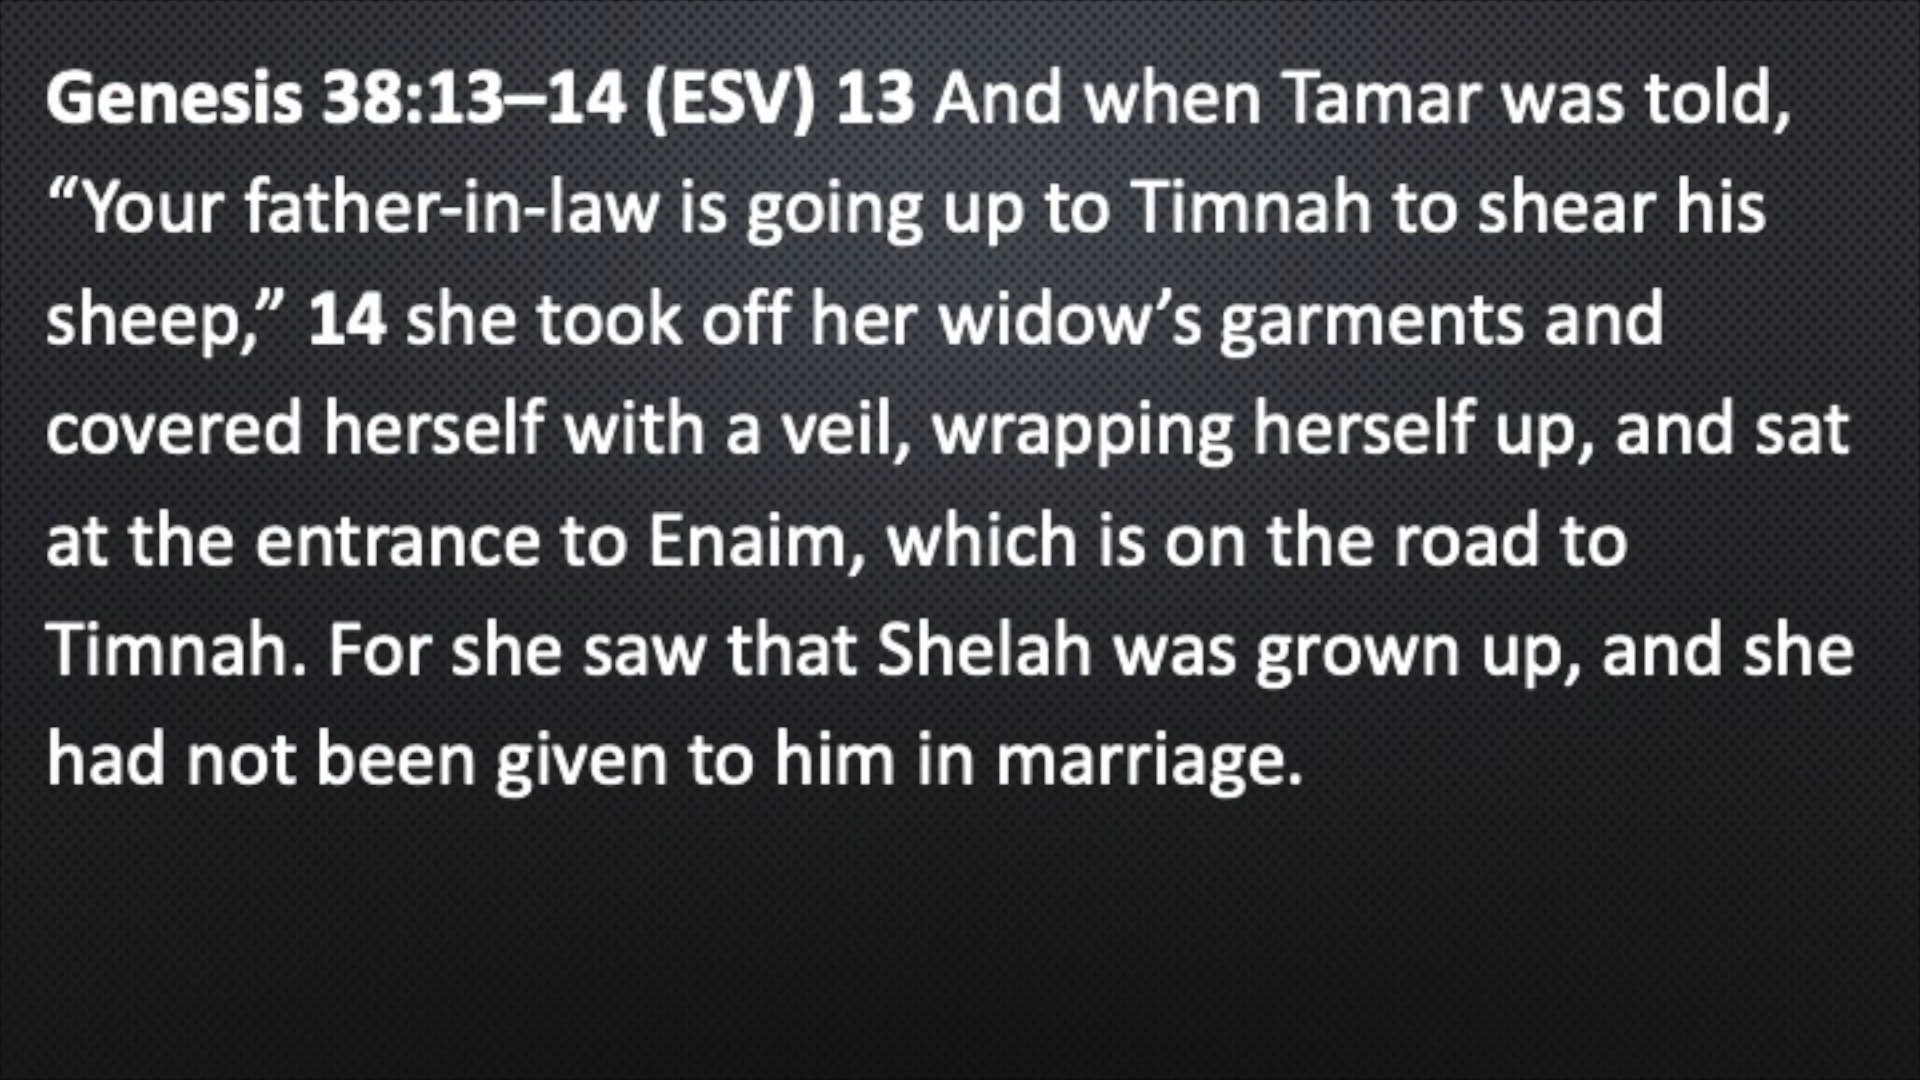 Genesis 38:13–14 (ESV) 13 And when Tamar was told,
“Your father-in-law is going up to Timnah to shear his
sheep,” 14 she took off her widow’s garments and
covered herself with a veil, wrapping herself up, and sat
at the entrance to Enaim, which is on the road to
Timnah. For she saw that Shelah was grown up, and she
had not been given to him in marriage.